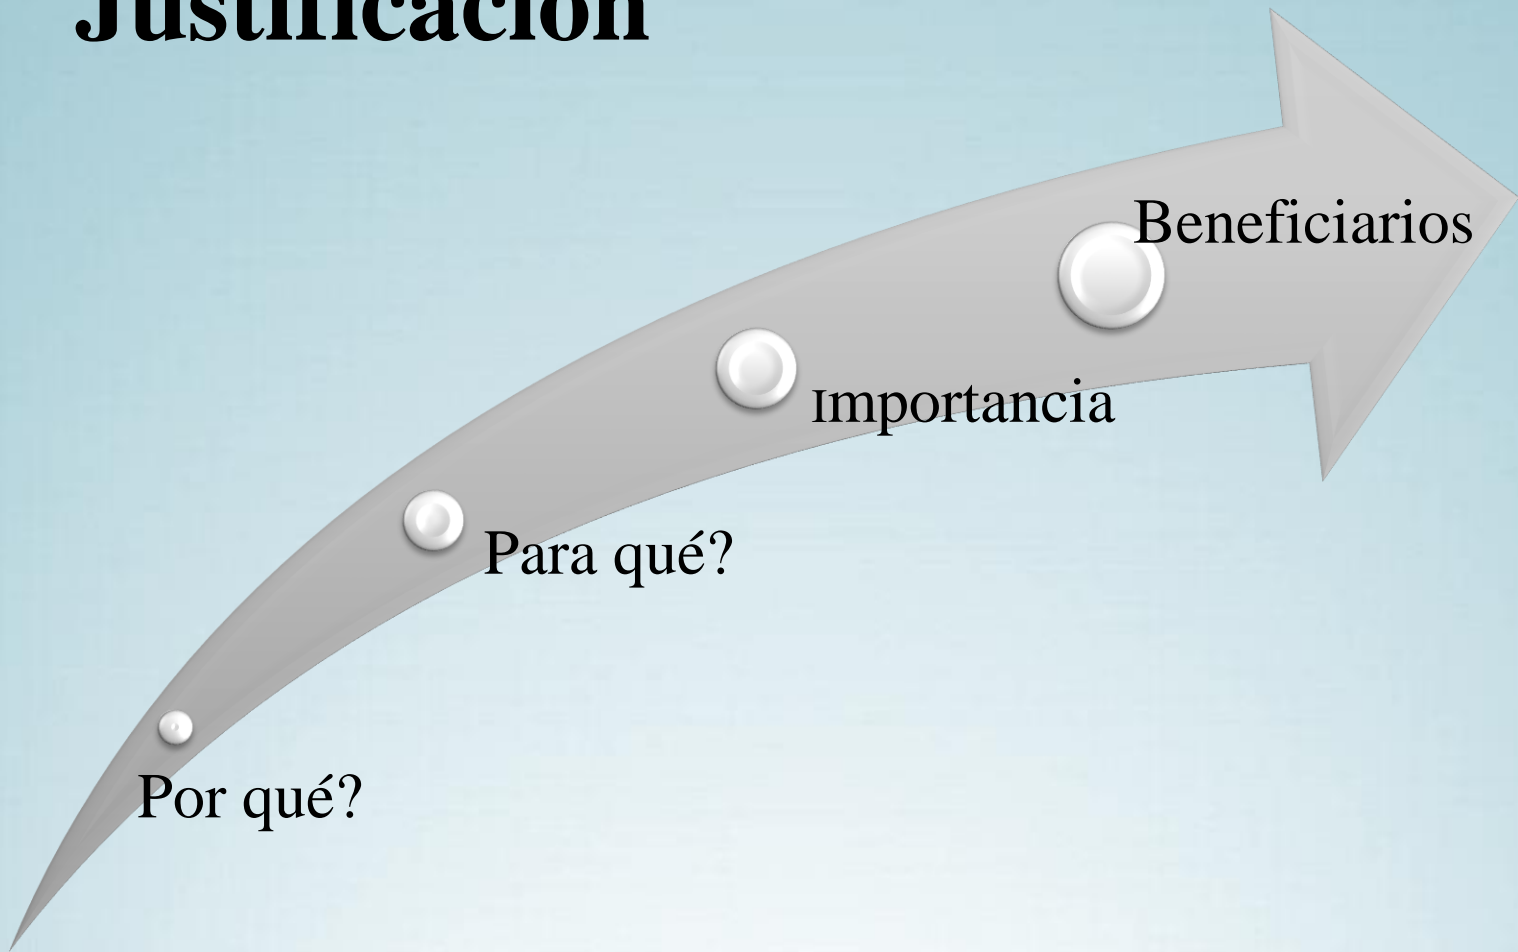 Justificación
Beneficiarios
Importancia
Para qué?
Por qué?